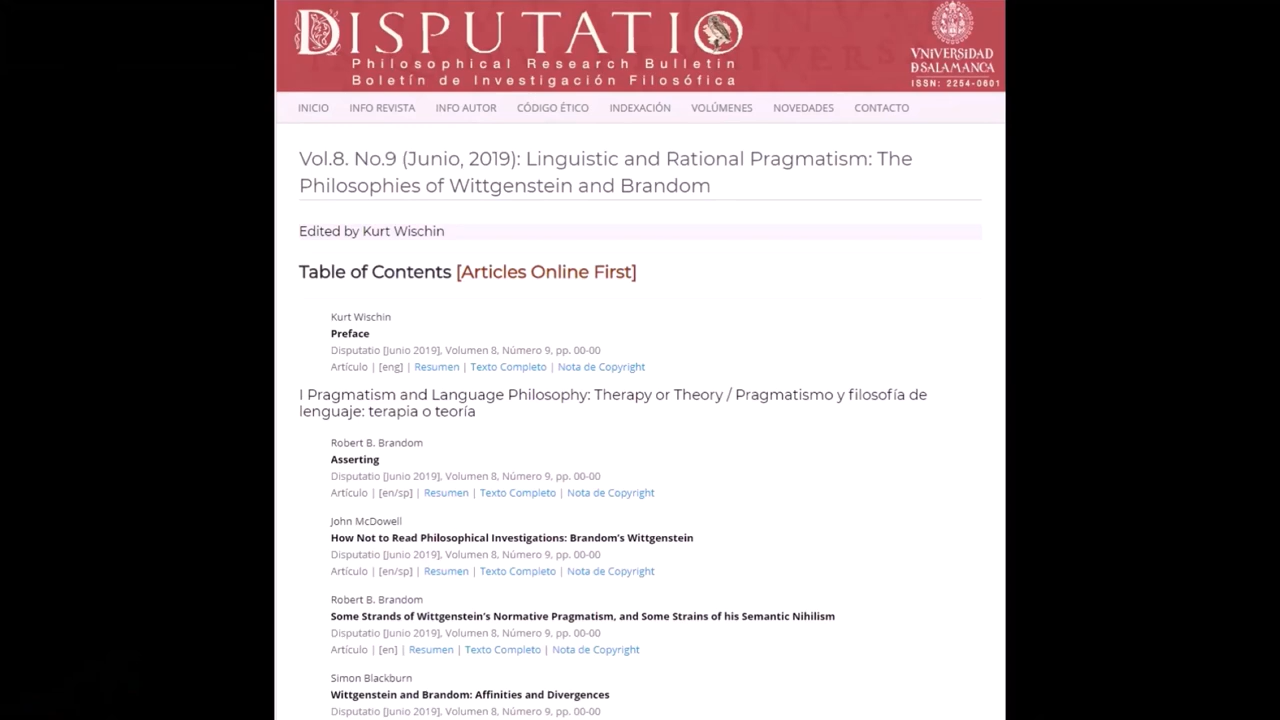 DISPUTATIO
Philosophical Research Bulletin
Boletín de Investigación Filosófica
VNIVERSIDAD
D SALAMANCA
ISSN: 2254-0601
INICIO INFO REVISTA INFO AUTOR CÓDIGO ÉTICO INDEXACIÓN VOLÚMENES NOVEDADES CONTACTO
Vol.8. No.9 (Junio, 2019): Linguistic and Rational Pragmatism: The
Philosophies of Wittgenstein and Brandom
Edited by Kurt Wischin
Table of Contents [Articles Online First]
Kurt Wischin
Preface
Disputatio [Junio 2019], Volumen 8, Número 9, pp. 00-00
Artículo | [eng] | Resumen | Texto Completo | Nota de Copyright
I Pragmatism and Language Philosophy: Therapy or Theory / Pragmatismo y filosofía de
lenguaje: terapia o teoría
Robert B. Brandom
Asserting
Disputatio [Junio 2019], Volumen 8, Número 9, pp. 00-00
Artículo | [en/sp] | Resumen | Texto Completo | Nota de Copyright
John McDowell
How Not to Read Philosophical Investigations: Brandom's Wittgenstein
Disputatio [Junio 2019], Volumen 8, Número 9, pp. 00-00
Artículo | [en/sp] | Resumen | Texto Completo | Nota de Copyright
Robert B. Brandom
Some Strands of Wittgenstein's Normative Pragmatism, and Some Strains of his Semantic Nihilism
Disputatio [Junio 2019], Volumen 8, Número 9, pp. 00-00
Artículo | [en] | Resumen | Texto Completo | Nota de Copyright
Simon Blackburn
Wittgenstein and Brandom: Affinities and Divergences
Disputatio [Junio 2019], Volumen 8, Número 9, pp. 00-00